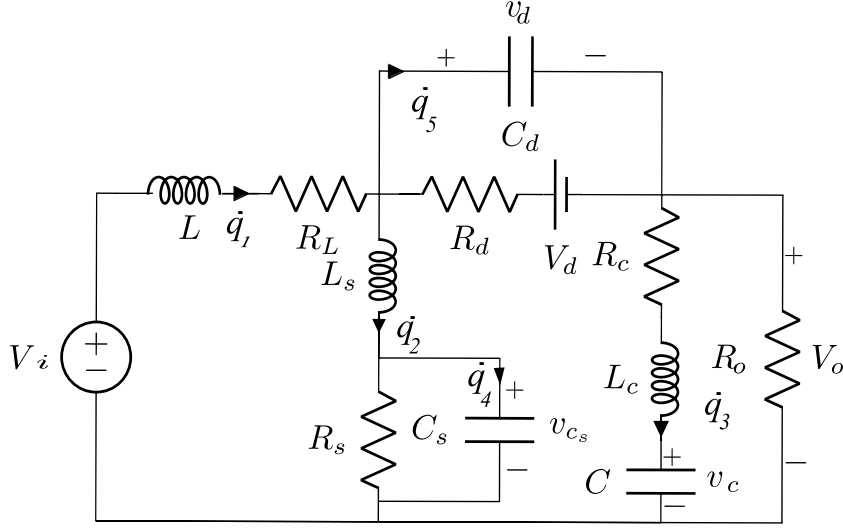 v_d
+ −
q̇_5
C_d
L
q̇_1
R_L
R_d
V_d
R_c
L_s
+
V_i
+
−
q̇_2
q̇_4
+
L_c
q̇_3
R_o
V_o
R_s
C_s
v_{c_s}
−
+
C
v_c
−
−